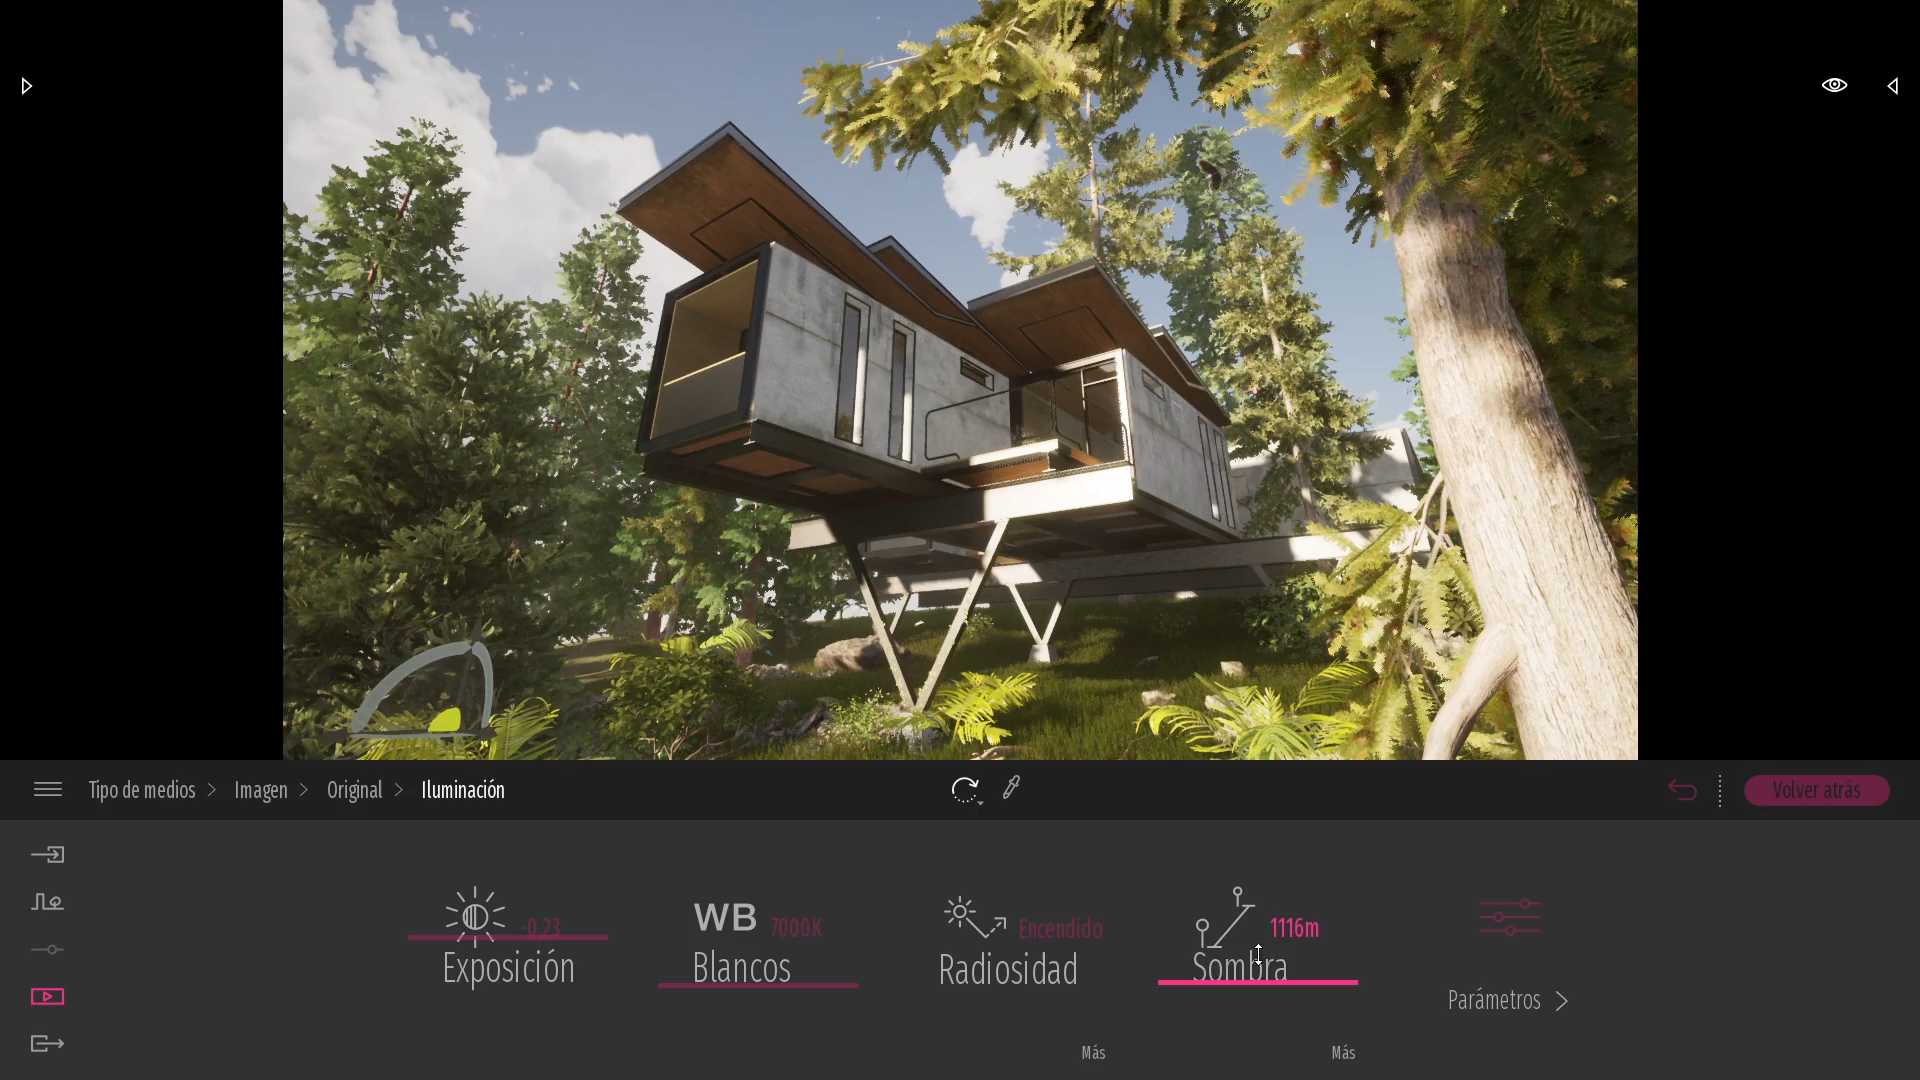 Tipo de medios
Imagen
Original
Iluminación
Volver atrás
-0,23
Exposición
WB
7000K
Blancos
Encendido
Radiosidad
1116m
Sombra
Parámetros
Más
Más